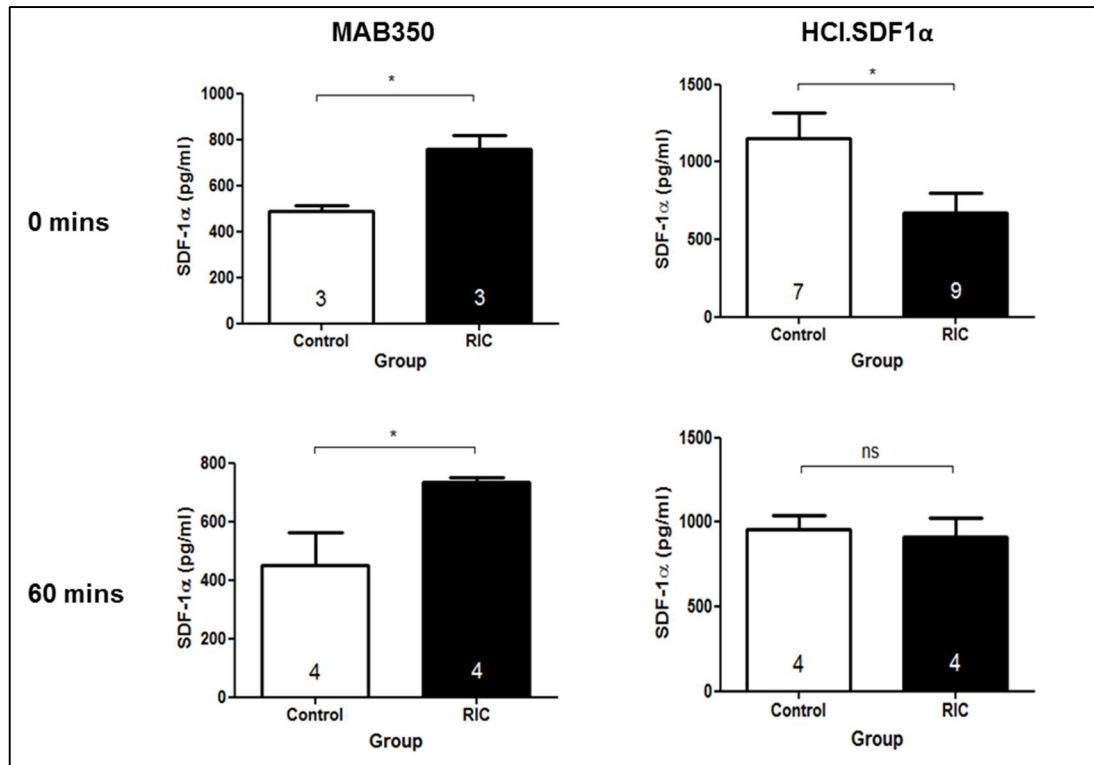 MAB350
HCl.SDF1α
0 mins
*
SDF-1α (pg/ml)
1000
800
600
400
200
0
3
3
Control
RIC
Group
*
SDF-1α (pg/ml)
1500
1000
500
0
7
9
Control
RIC
Group
60 mins
*
SDF-1α (pg/ml)
800
600
400
200
0
4
4
Control
RIC
Group
ns
SDF-1α (pg/ml)
1500
1000
500
0
4
4
Control
RIC
Group